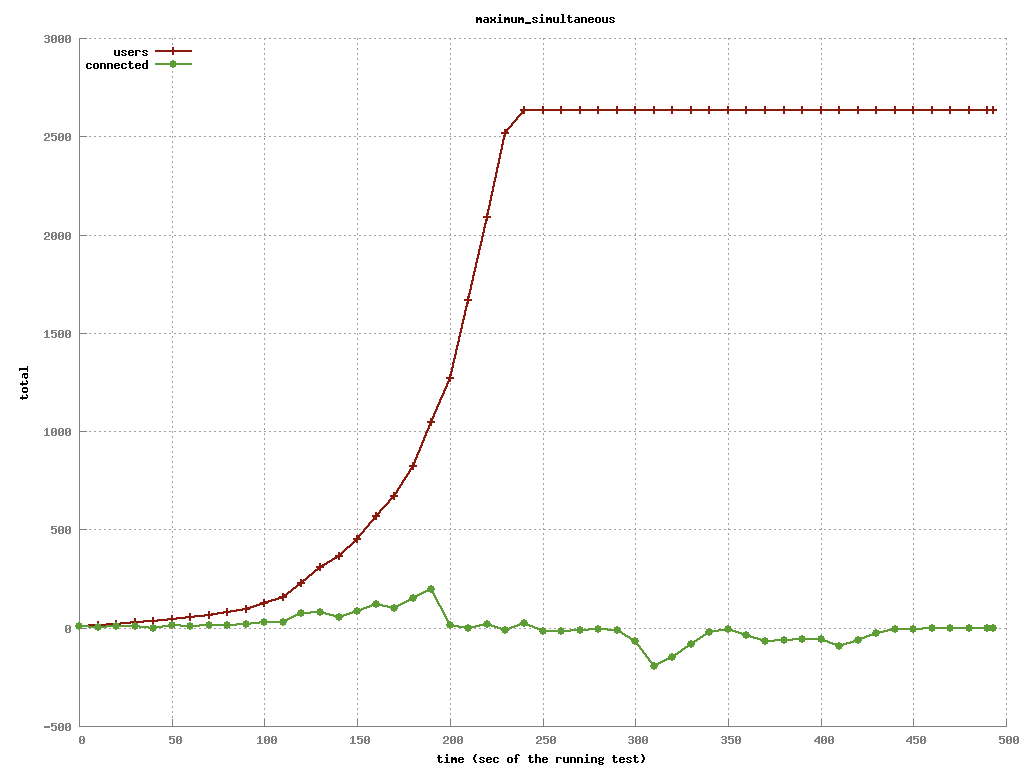 maximum_simultaneous
3000
users
connected
2500
2000
1500
total
1000
500
0
-500
0 50 100 150 200 250 300 350 400 450 500
time (sec of the running test)